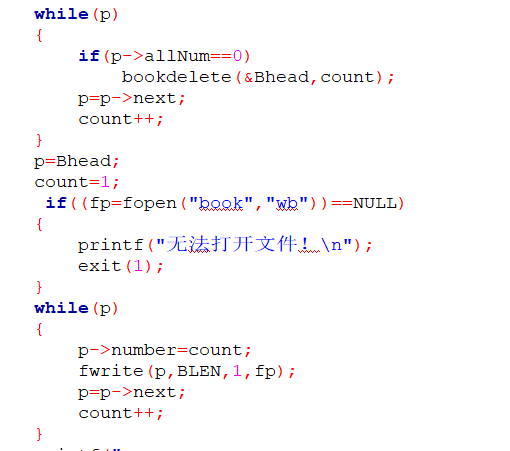 while(p)
{
    if(p->allNum==0)
        bookdelete(&Bhead,count);
    p=p->next;
    count++;
}
p=Bhead;
count=1;
 if((fp=fopen("book","wb"))==NULL)
{
    printf("无法打开文件！\n");
    exit(1);
}
while(p)
{
    p->number=count;
    fwrite(p,BLEN,1,fp);
    p=p->next;
    count++;
}